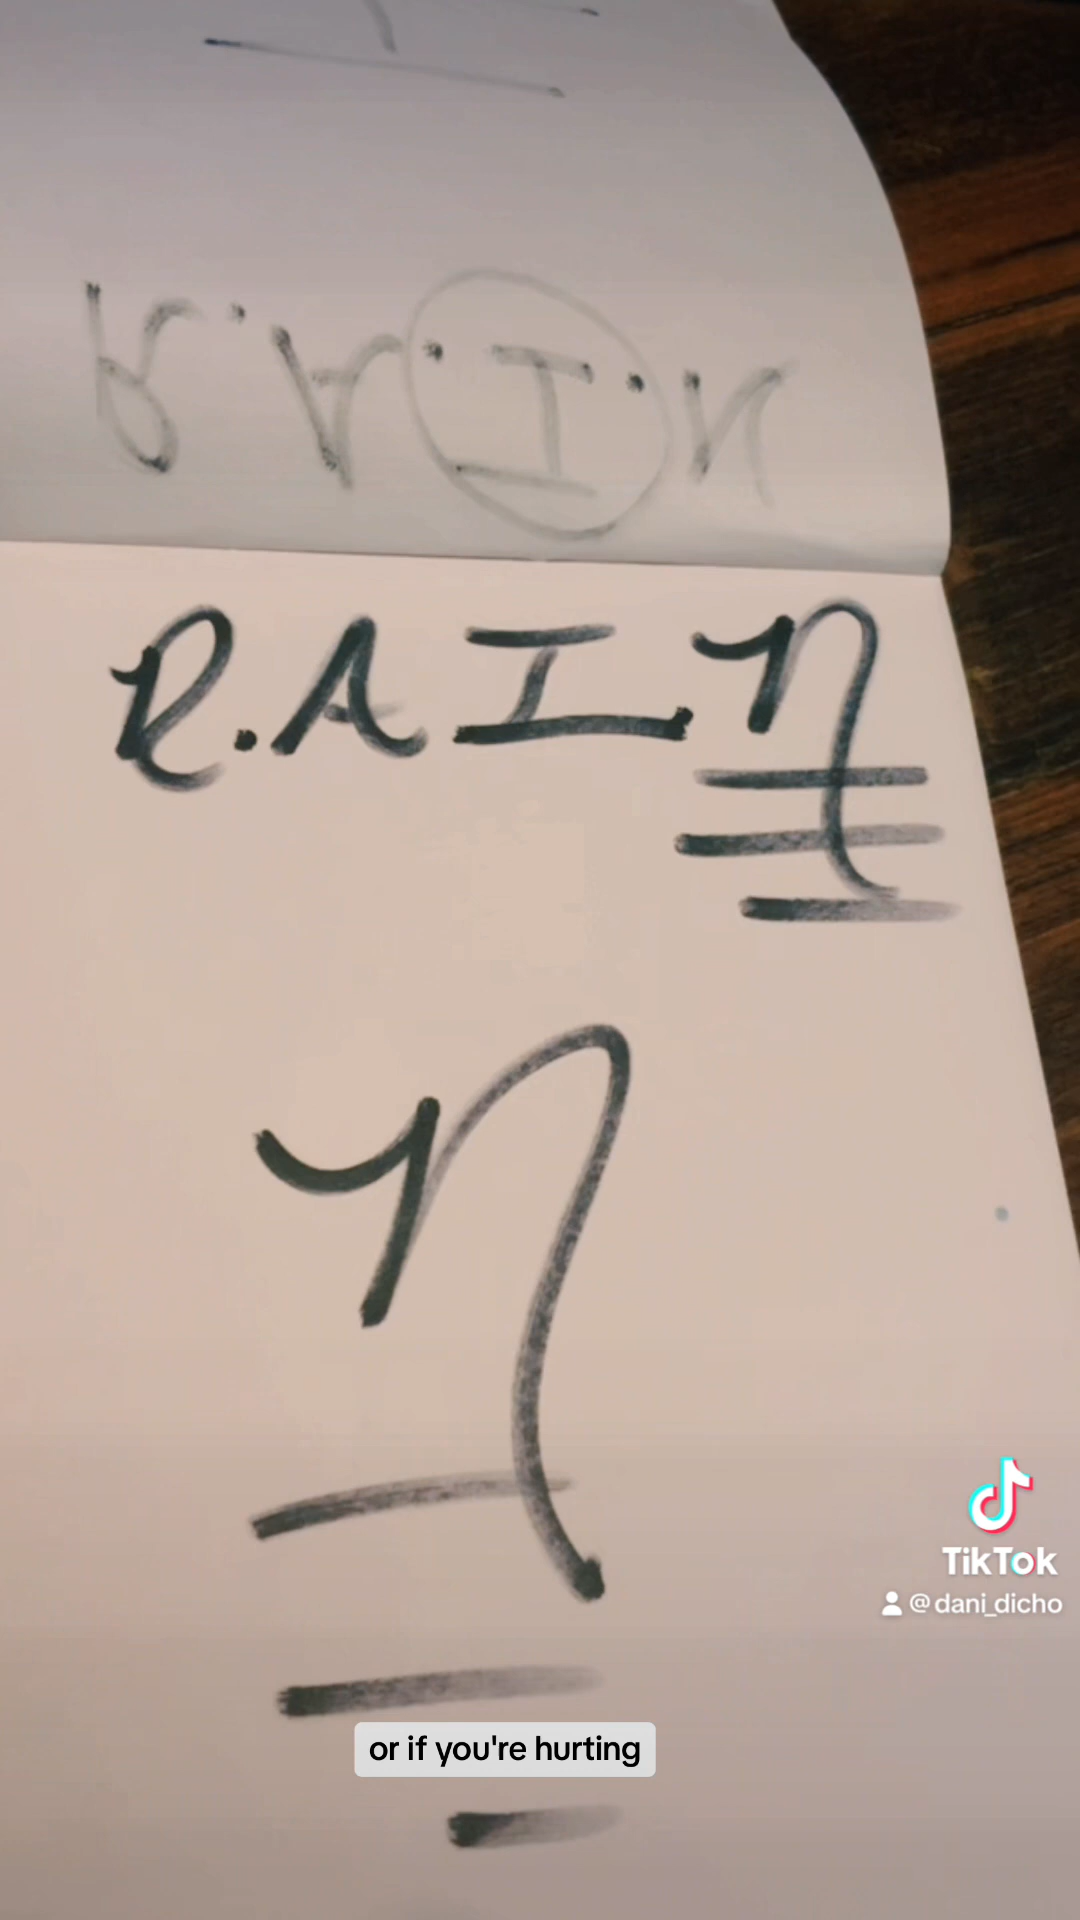 R.A.I.N
R.A.I.n
n
TikTok
@dani_dicho
or if you're hurting